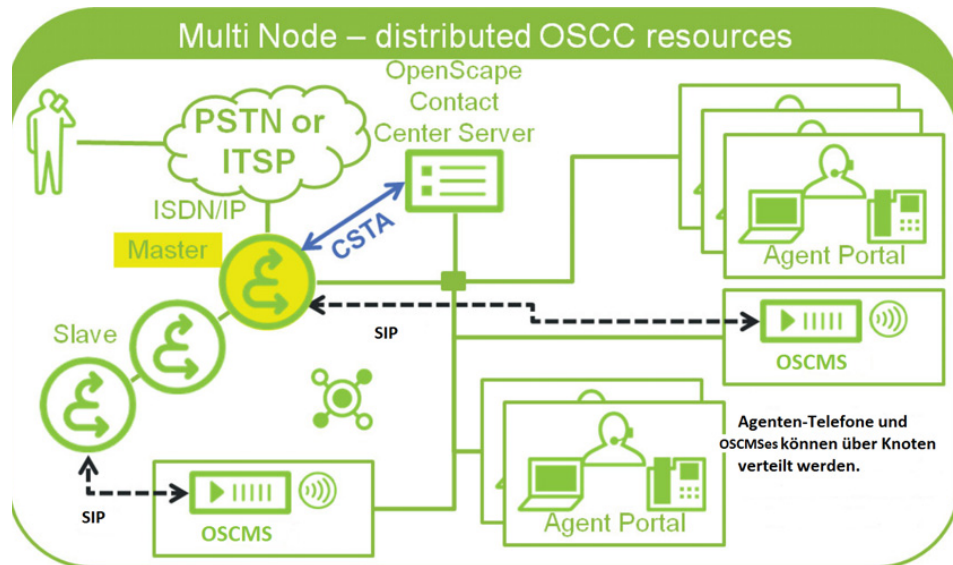 Multi Node – distributed OSCC resources
OpenScape
Contact
Center Server
PSTN or
ITSP
ISDN/IP
Master
CSTA
Agent Portal
SIP
Slave
OSCMS
Agenten-Telefone und
OSCMSes können über Knoten
verteilt werden.
SIP
OSCMS
Agent Portal